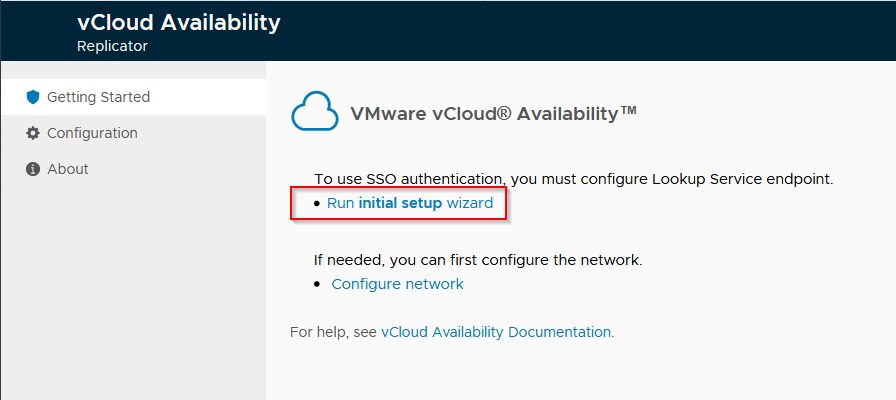 vCloud Availability
Replicator
Getting Started
Configuration
About
VMware vCloud® Availability™
To use SSO authentication, you must configure Lookup Service endpoint.
• Run initial setup wizard
If needed, you can first configure the network.
• Configure network
For help, see vCloud Availability Documentation.